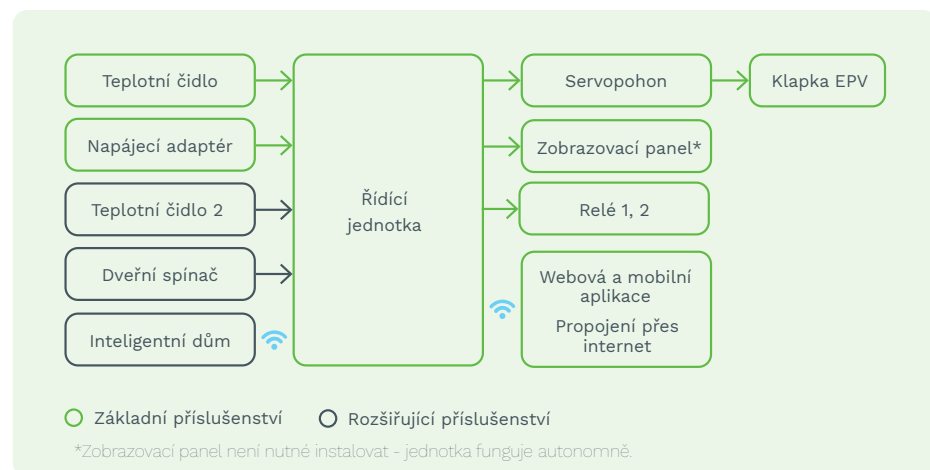 Teplotní čidlo
Napájecí adaptér
Teplotní čidlo 2
Dveřní spínač
Inteligentní dům
Řídící
jednotka
Servopohon
Klapka EPV
Zobrazovací panel*
Relé 1, 2
Webová a mobilní
aplikace
Propojení přes
internet
Základní příslušenství
Rozšiřující příslušenství
*Zobrazovací panel není nutné instalovat - jednotka funguje autonomně.